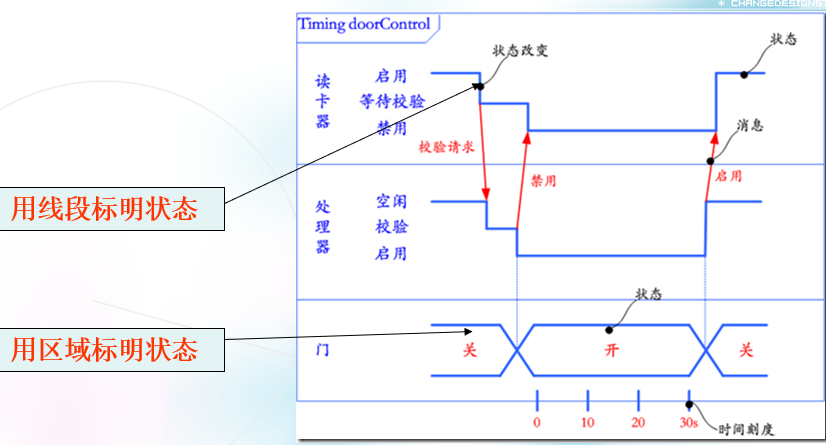 * CHANGEDESIGNS
Timing doorControl
状态改变
状态
读卡器
启用
等待校验
禁用
校验请求
消息
禁用
启用
用线段标明状态
处理器
空闲
校验
启用
状态
用区域标明状态
门
关
开
关
0
10
20
30s
时间刻度